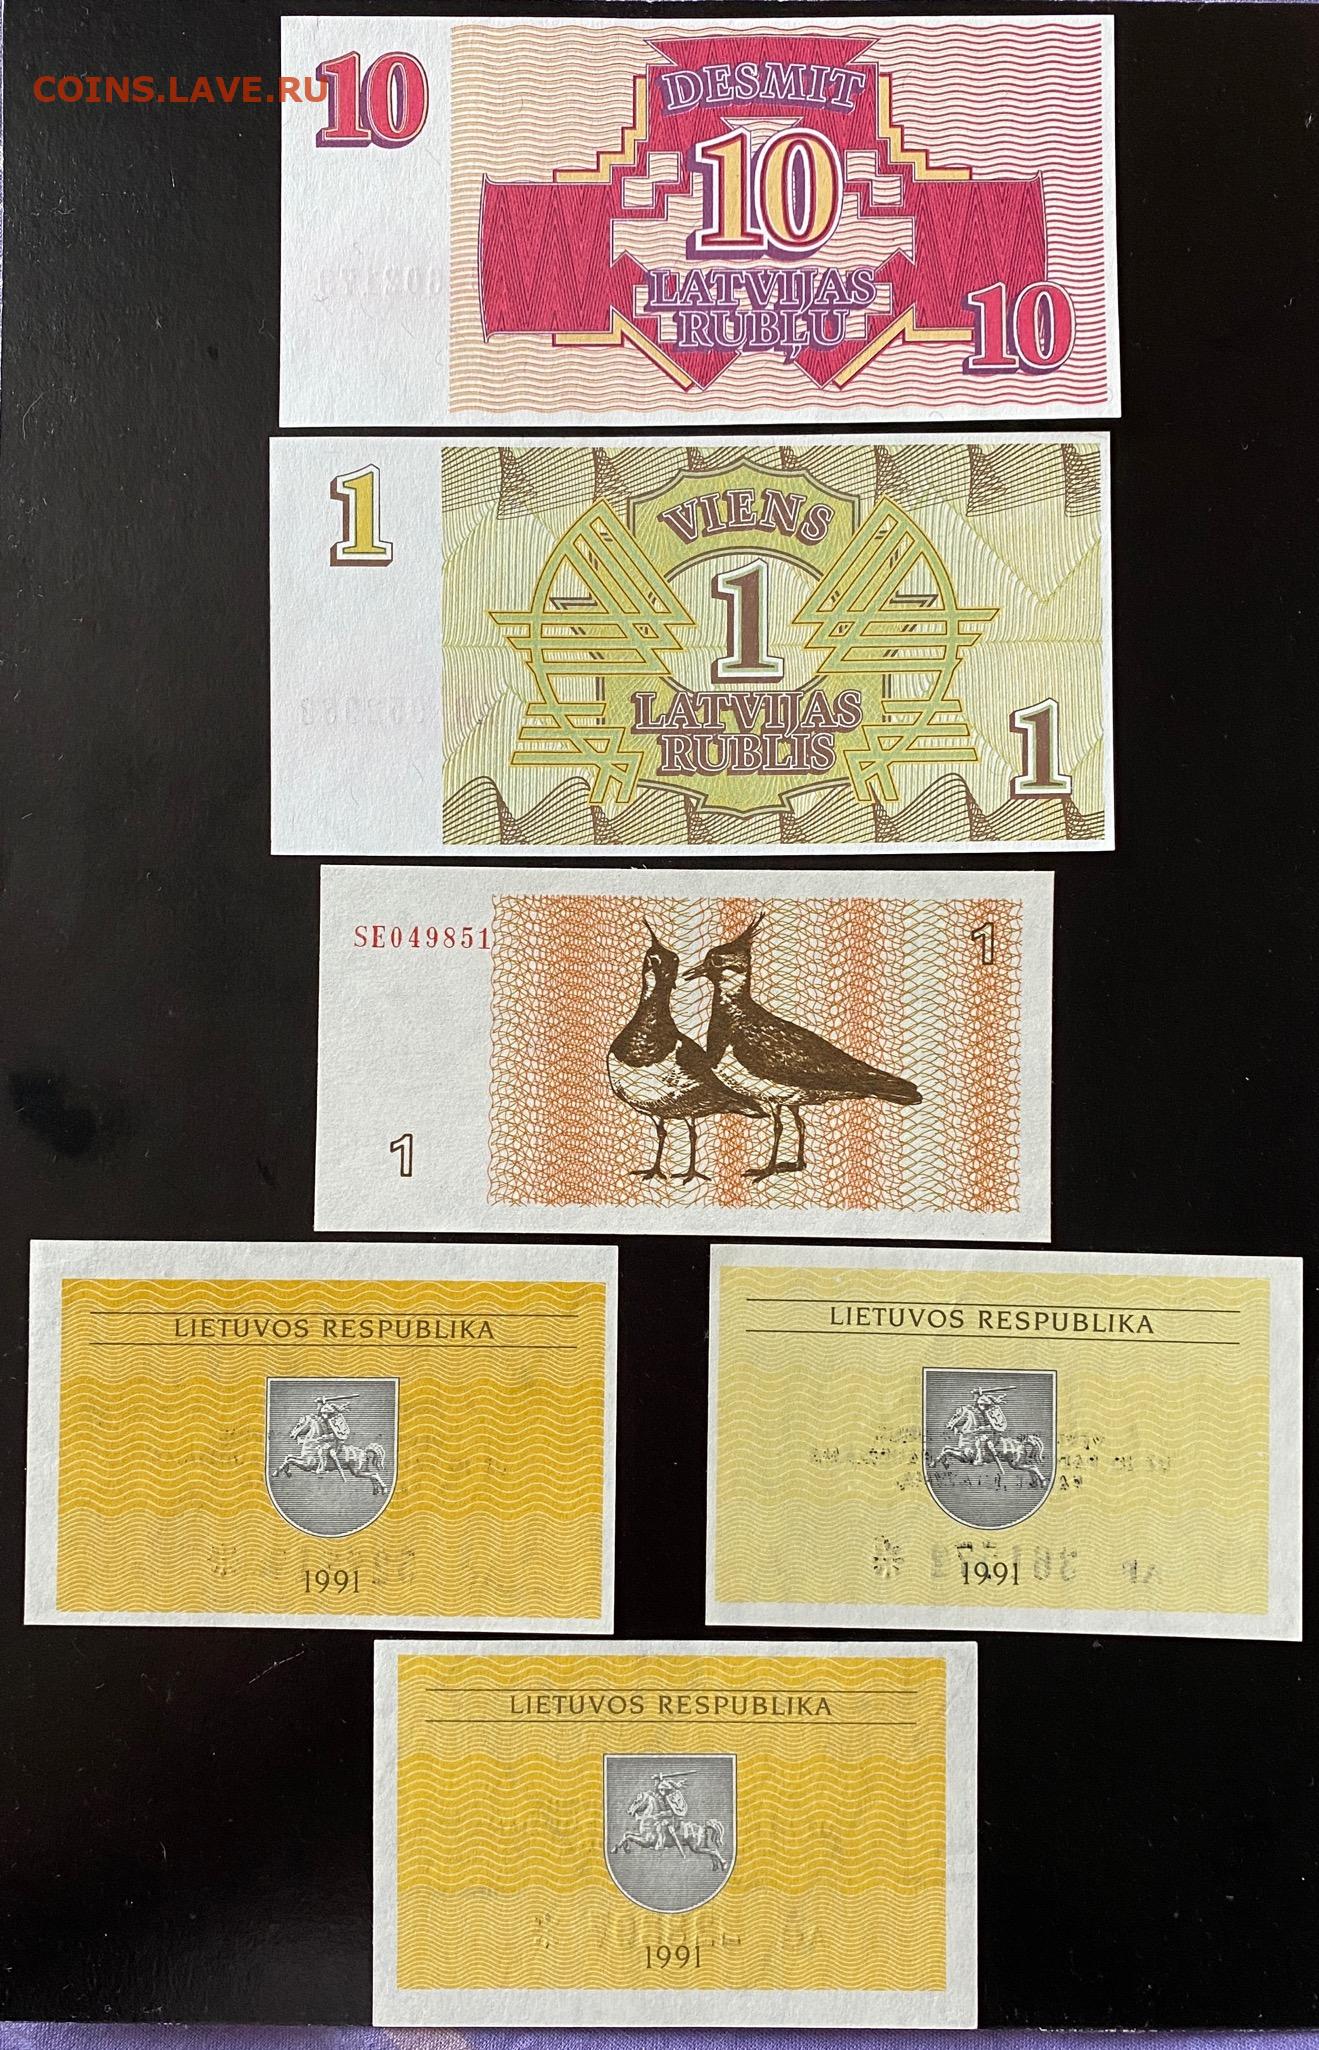 COINS.LAVE.RU
10
DESMIT
10
LATVIJAS
RUBĻU
10
1
VIENS
1
LATVIJAS
RUBLIS
1
SE049851
1
1
LIETUVOS RESPUBLIKA
1991
LIETUVOS RESPUBLIKA
1991
LIETUVOS RESPUBLIKA
1991